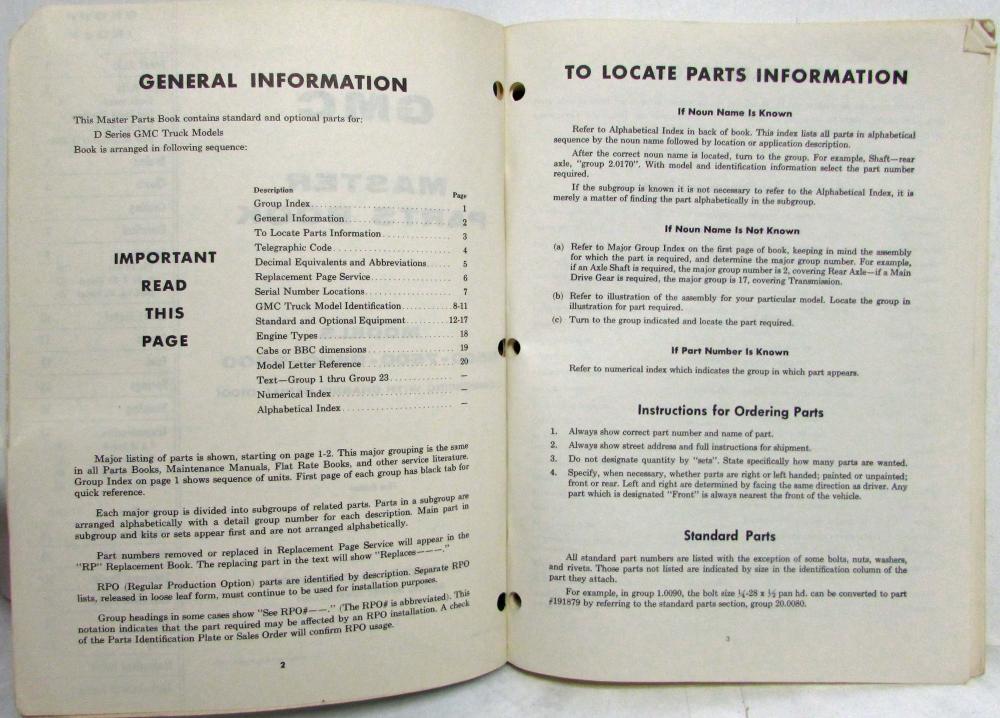 GENERAL INFORMATION
This Master Parts Book contains standard and optional parts for:
D Series GMC Truck Models
Book is arranged in following sequence:
IMPORTANT
READ
THIS
PAGE
Description Page
Group Index 1
General Information 2
To Locate Parts Information 3
Telegraphic Code 4
Decimal Equivalents and Abbreviations 5
Replacement Page Service 6
Serial Number Locations 7
GMC Truck Model Identification 8-11
Standard and Optional Equipment 12-17
Engine Types 18
Cabs or BBC dimensions 19
Model Letter Reference 20
Text—Group 1 thru Group 23 —
Numerical Index —
Alphabetical Index —
Major listing of parts is shown, starting on page 1-2. This major grouping is the same
in all Parts Books, Maintenance Manuals, Flat Rate Books, and other service literature.
Group Index on page 1 shows sequence of units. First page of each group has black tab for
quick reference.
Each major group is divided into subgroups of related parts. Parts in a subgroup are
arranged alphabetically with a detail group number for each description. Main part in
subgroup and kits or sets appear first and are not arranged alphabetically.
Part numbers removed or replaced in Replacement Page Service will appear in the
"RP" Replacement Book. The replacing part in the text will show "Replaces———."
RPO (Regular Production Option) parts are identified by description. Separate RPO
lists, released in loose leaf form, must continue to be used for installation purposes.
Group headings in some cases show "See RPO#——." (The RPO# is abbreviated). This
notation indicates that the part required may be affected by an RPO installation. A check
of the Parts Identification Plate or Sales Order will confirm RPO usage.
2
TO LOCATE PARTS INFORMATION
If Noun Name Is Known
Refer to Alphabetical Index in back of book. This index lists all parts in alphabetical
sequence by the noun name followed by location or application description.
After the correct noun name is located, turn to the group. For example, Shaft—rear
axle, "group 2.0170". With model and identification information select the part number
required.
If the subgroup is known it is not necessary to refer to the Alphabetical Index, it is
merely a matter of finding the part alphabetically in the subgroup.
If Noun Name Is Not Known
(a) Refer to Major Group Index on the first page of book, keeping in mind the assembly
for which the part is required, and determine the major group number. For example,
if an Axle Shaft is required, the major group number is 2, covering Rear Axle—if a Main
Drive Gear is required, the major group is 17, covering Transmission.
(b) Refer to illustration of the assembly for your particular model. Locate the group in
illustration for part required.
(c) Turn to the group indicated and locate the part required.
If Part Number Is Known
Refer to numerical index which indicates the group in which part appears.
Instructions for Ordering Parts
1. Always show correct part number and name of part.
2. Always show street address and full instructions for shipment.
3. Do not designate quantity by "sets". State specifically how many parts are wanted.
4. Specify, when necessary, whether parts are right or left handed; painted or unpainted;
front or rear. Left and right are determined by facing the same direction as driver. Any
part which is designated "Front" is always nearest the front of the vehicle.
Standard Parts
All standard part numbers are listed with the exception of some bolts, nuts, washers,
and rivets. Those parts not listed are indicated by size in the identification column of the
part they attach.
For example, in group 1.0090, the bolt size ¼-28 x ½ pan hd. can be converted to part
#191879 by referring to the standard parts section, group 20.0080.
3